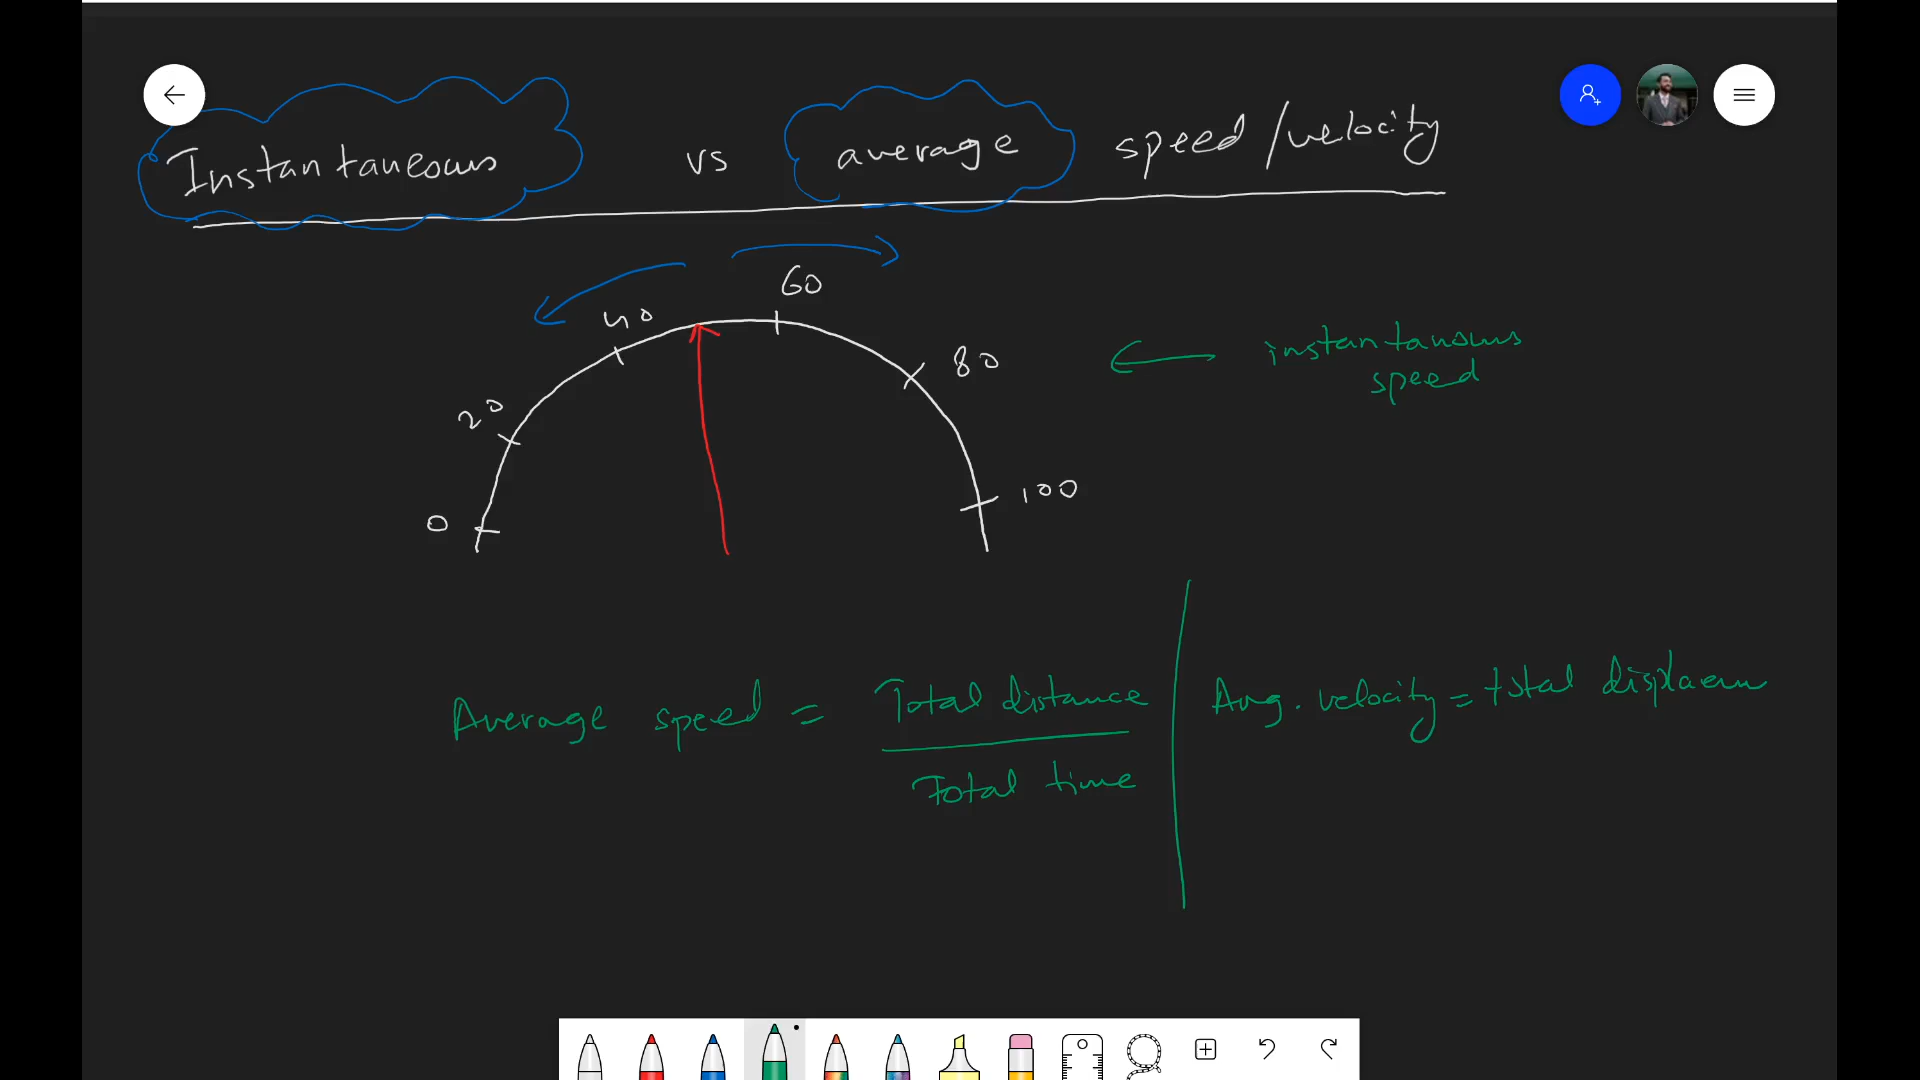 Instantaneous vs average speed/velocity
60
40
80
20
0
100
instantanous
speed
Average speed = Total distance
Total time
Avg. velocity = total displacem